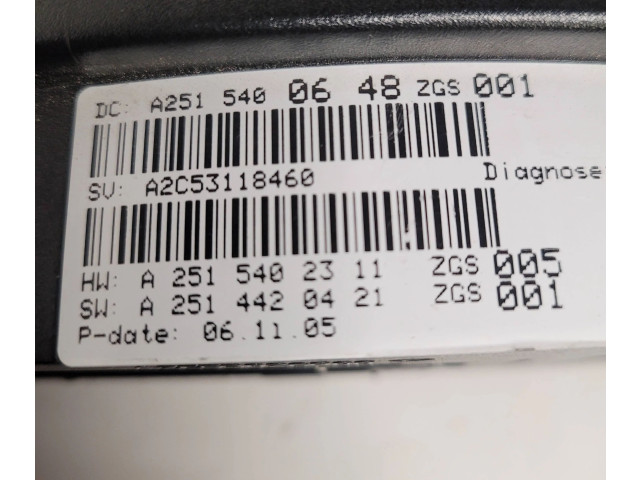 DC: A251 540 06 48 ZGS 001
SV: A2C53118460 Diagnose
HW: A 251 540 23 11 ZGS 005
SW: A 251 442 04 21 ZGS 001
P-date: 06.11.05